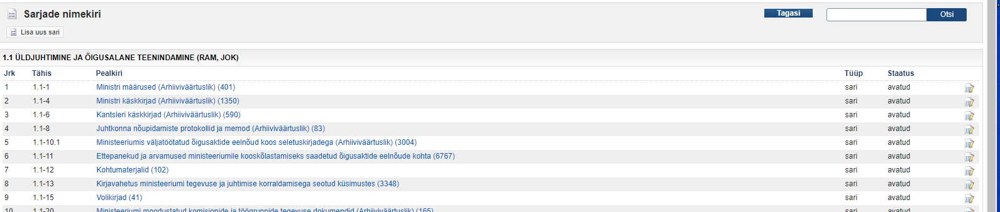 Sarjade nimekiri
Tagasi
Otsi
Lisa uus sari
1.1 ÜLDJUHTIMINE JA ÕIGUSALANE TEENINDAMINE (RAM, JOK)
Jrk Tähis Pealkiri Tüüp Staatus
1 1.1-1 Ministri määrused (Arhiiviväärtuslik) (401) sari avatud
2 1.1-4 Ministri käskkirjad (Arhiiviväärtuslik) (1350) sari avatud
3 1.1-6 Kantsleri käskkirjad (Arhiiviväärtuslik) (590) sari avatud
4 1.1-8 Juhtkonna nõupidamiste protokollid ja memod (Arhiiviväärtuslik) (83) sari avatud
5 1.1-10.1 Ministeeriumis väljatöötatud õigusaktide eelnõud koos seletuskirjadega (Arhiiviväärtuslik) (3004) sari avatud
6 1.1-11 Ettepanekud ja arvamused ministeeriumile kooskõlastamiseks saadetud õigusaktide eelnõude kohta (6767) sari avatud
7 1.1-12 Kohtumaterjalid (102) sari avatud
8 1.1-13 Kirjavahetus ministeeriumi tegevuse ja juhtimise korraldamisega seotud küsimustes (3348) sari avatud
9 1.1-15 Volikirjad (41) sari avatud
10 1.1-20 Ministeeriumi moodustatud komisjonide ja töögruppide tegevuse dokumendid (Arhiiviväärtuslik) (165) sari avatud